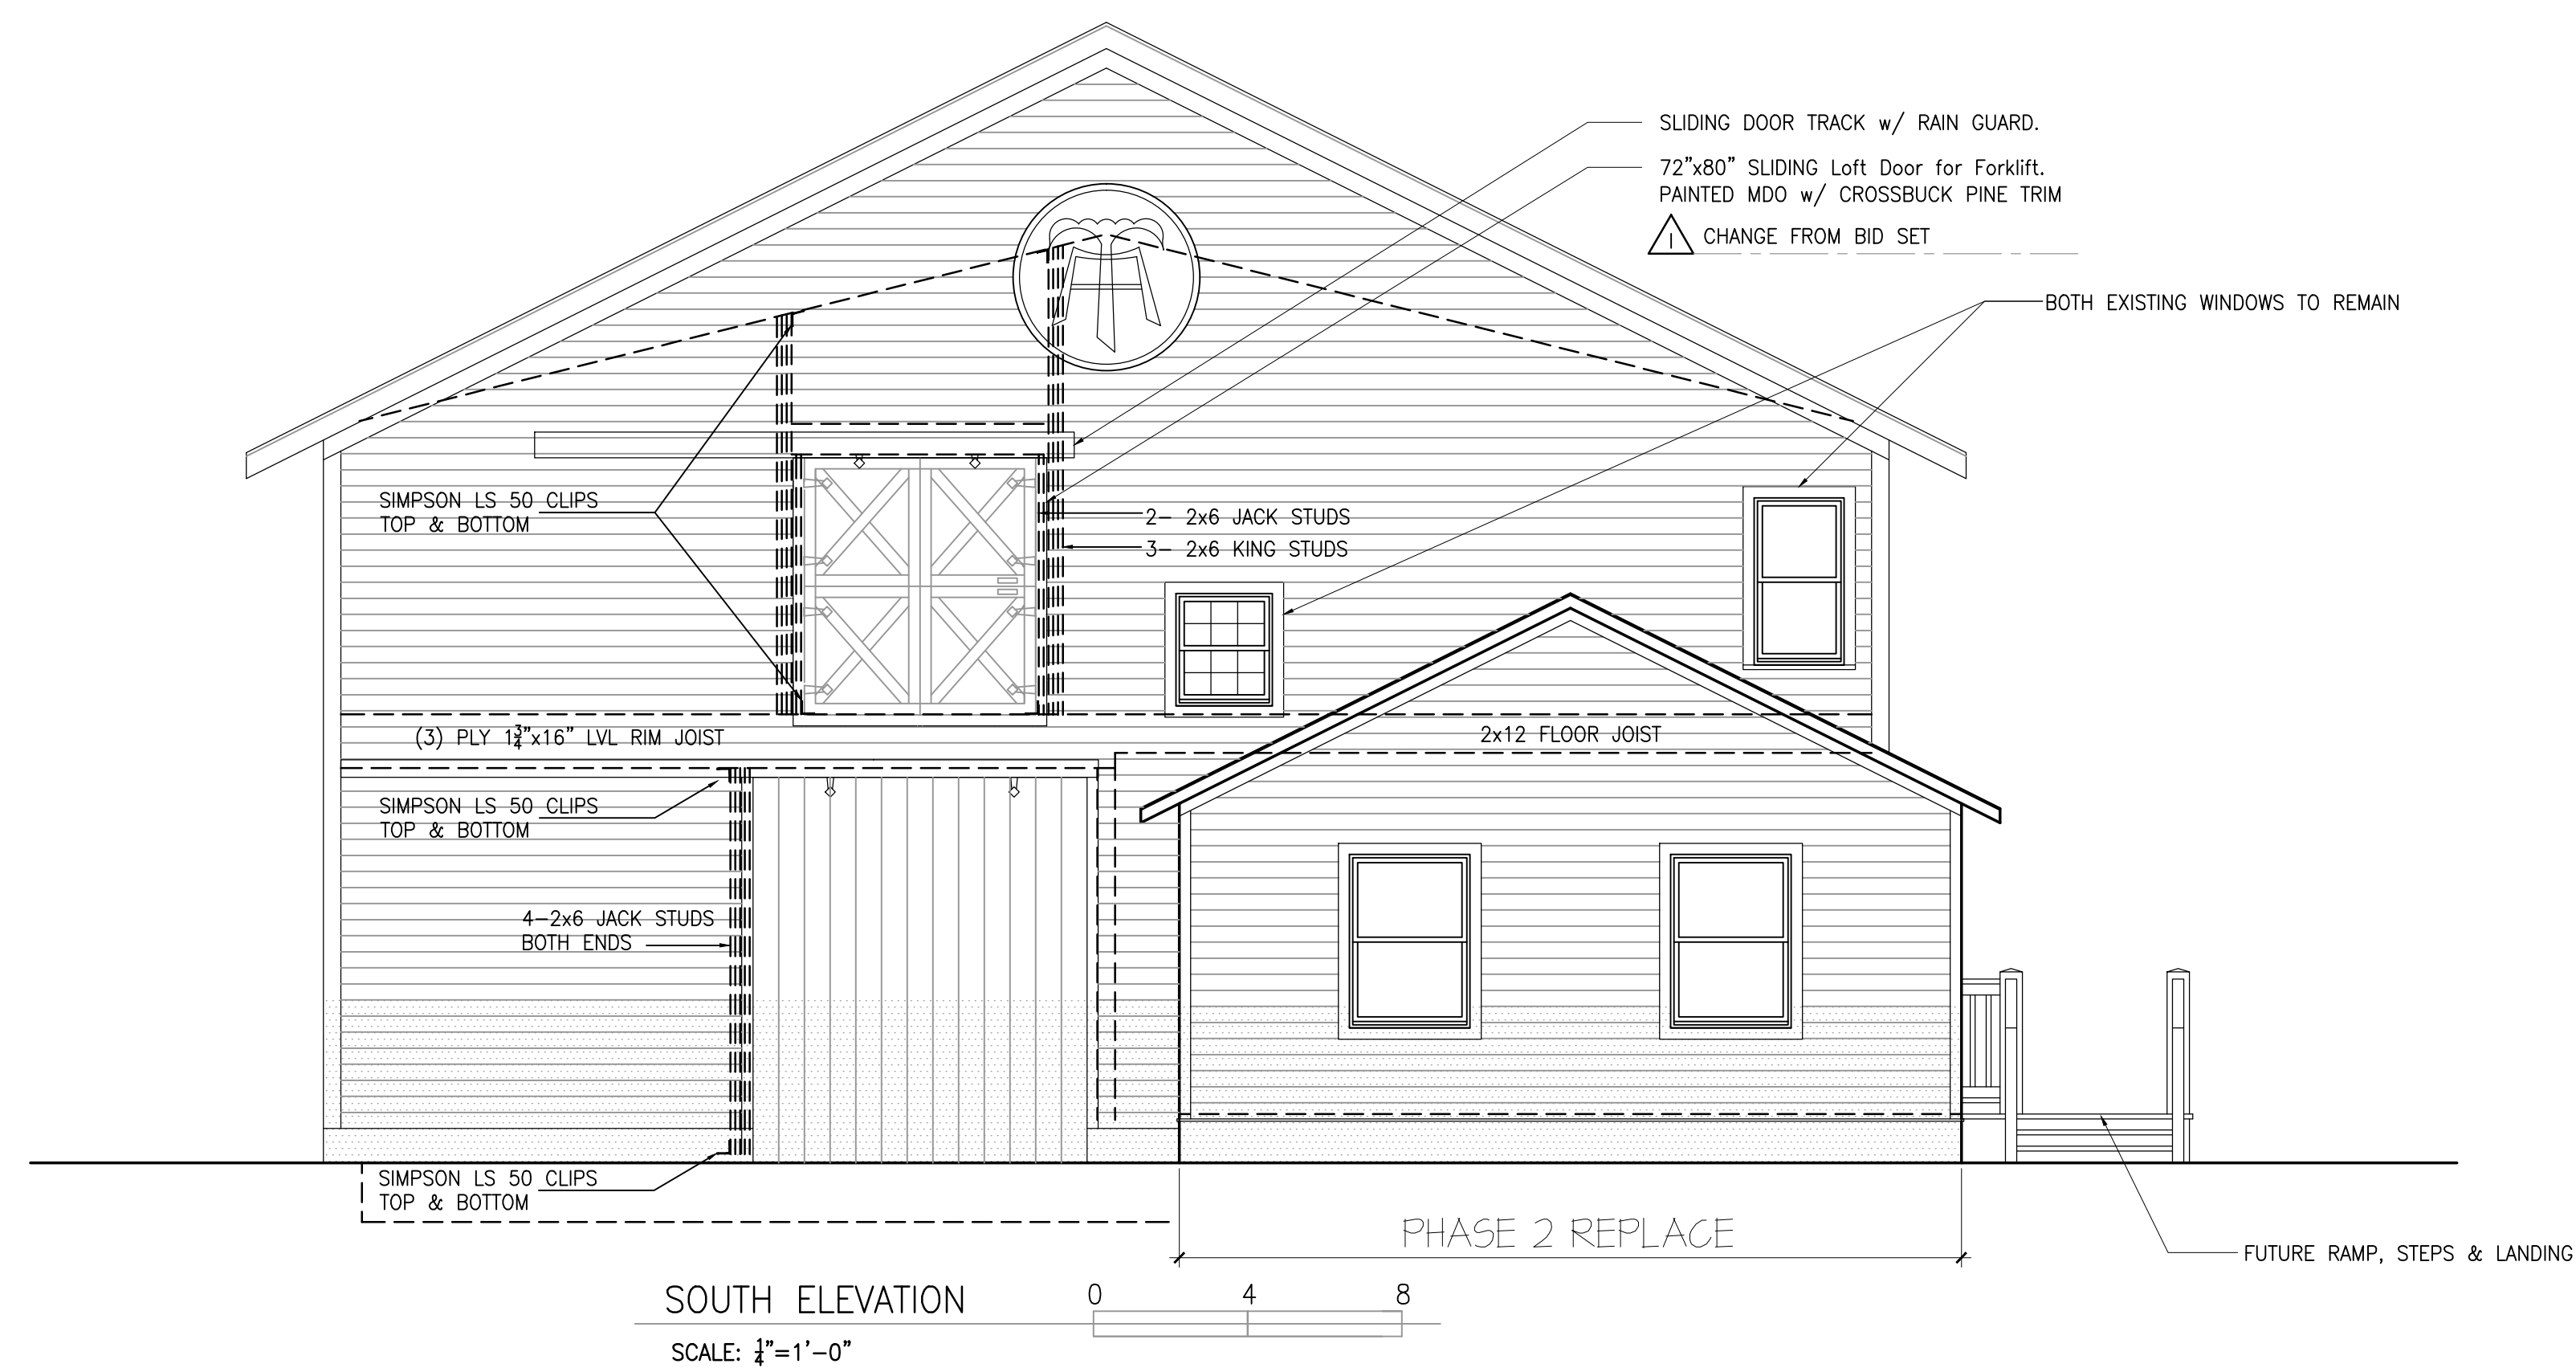 SLIDING DOOR TRACK w/ RAIN GUARD.
72"x80" SLIDING Loft Door for Forklift.
PAINTED MDO w/ CROSSBUCK PINE TRIM
1 CHANGE FROM BID SET
BOTH EXISTING WINDOWS TO REMAIN
SIMPSON LS 50 CLIPS
TOP & BOTTOM
2- 2x6 JACK STUDS
3- 2x6 KING STUDS
(3) PLY 1 3/4"x16" LVL RIM JOIST
2x12 FLOOR JOIST
SIMPSON LS 50 CLIPS
TOP & BOTTOM
4-2x6 JACK STUDS
BOTH ENDS
SIMPSON LS 50 CLIPS
TOP & BOTTOM
PHASE 2 REPLACE
FUTURE RAMP, STEPS & LANDING
SOUTH ELEVATION
0 4 8
SCALE: 1/4"=1'-0"